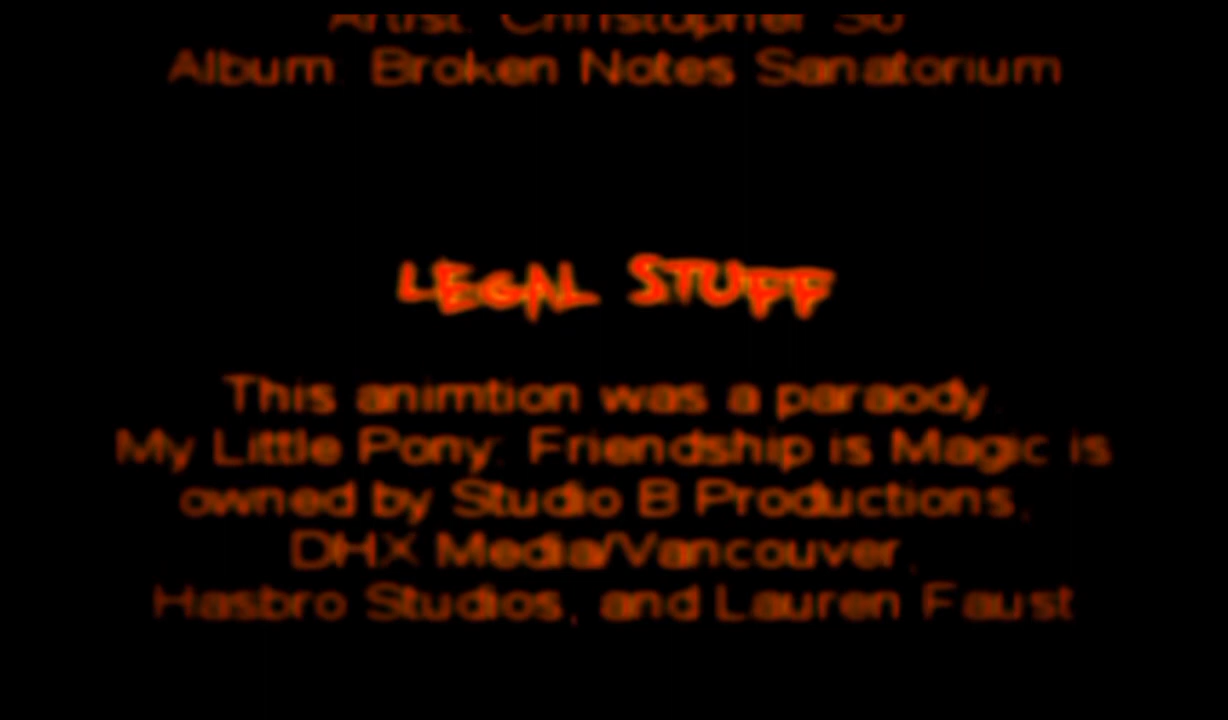 Artist: Christopher So
Album: Broken Notes Sanatorium
LEGAL STUFF
This animtion was a paraody.
My Little Pony: Friendship is Magic is
owned by Studio B Productions,
DHX Media/Vancouver,
Hasbro Studios, and Lauren Faust